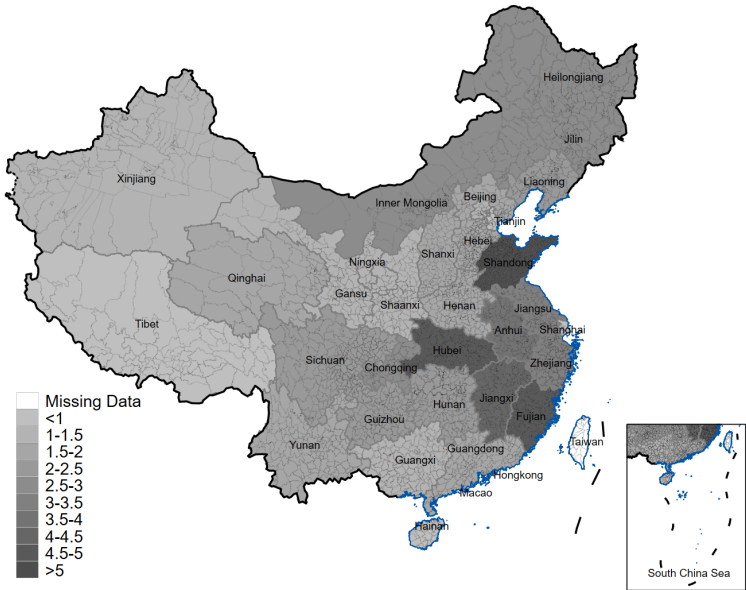 Heilongjiang
Jilin
Liaoning
Xinjiang
Beijing
Inner Mongolia
Tianjin
Hebei
Shanxi
Ningxia
Shandong
Qinghai
Gansu
Shaanxi
Henan
Jiangsu
Tibet
Anhui
Shanghai
Hubei
Sichuan
Chongqing
Zhejiang
Jiangxi
Hunan
Fujian
Guizhou
Yunan
Guangdong
Taiwan
Guangxi
Hongkong
Macao
Hainan
Missing Data
<1
1-1.5
1.5-2
2-2.5
2.5-3
3-3.5
3.5-4
4-4.5
4.5-5
>5
South China Sea